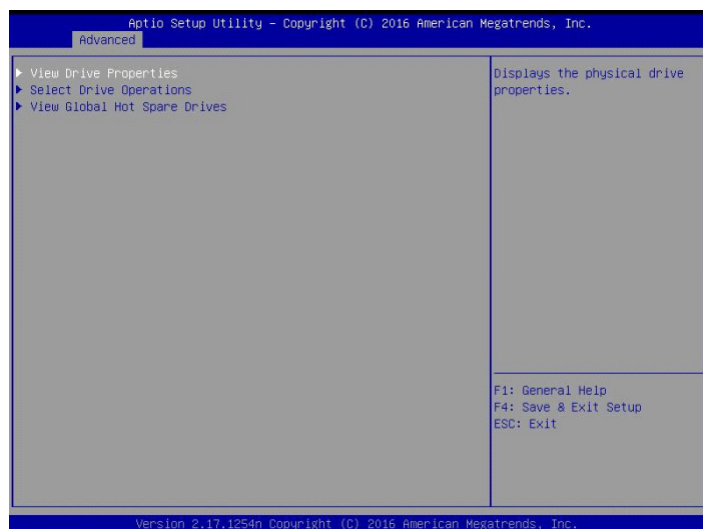 Aptio Setup Utility - Copyright (C) 2016 American Megatrends, Inc.
Advanced
View Drive Properties
Select Drive Operations
View Global Hot Spare Drives
Displays the physical drive
properties.
F1: General Help
F4: Save & Exit Setup
ESC: Exit
Version 2.17.1254n Copyright (C) 2016 American Megatrends, Inc.